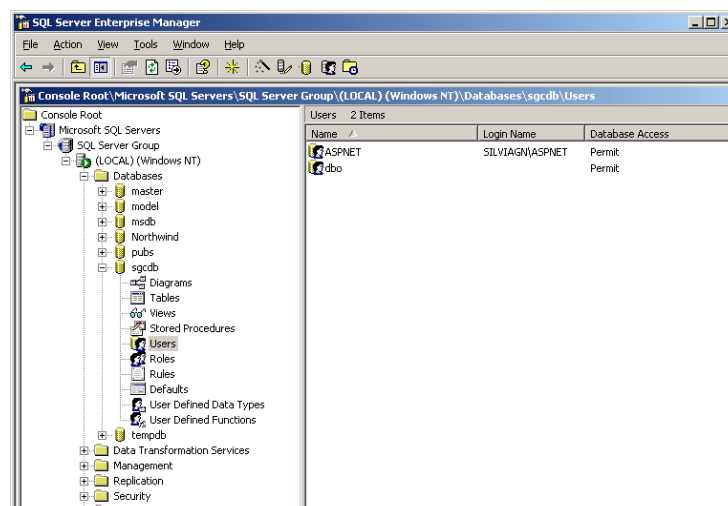 SQL Server Enterprise Manager
File Action View Tools Window Help
Console Root\Microsoft SQL Servers\SQL Server Group\(LOCAL) (Windows NT)\Databases\sgcdb\Users
Console Root
Microsoft SQL Servers
SQL Server Group
(LOCAL) (Windows NT)
Databases
master
model
msdb
Northwind
pubs
sgcdb
Diagrams
Tables
Views
Stored Procedures
Users
Roles
Rules
Defaults
User Defined Data Types
User Defined Functions
tempdb
Data Transformation Services
Management
Replication
Security
Users 2 Items
Name Login Name Database Access
ASPNET SILVIAGN\ASPNET Permit
dbo Permit